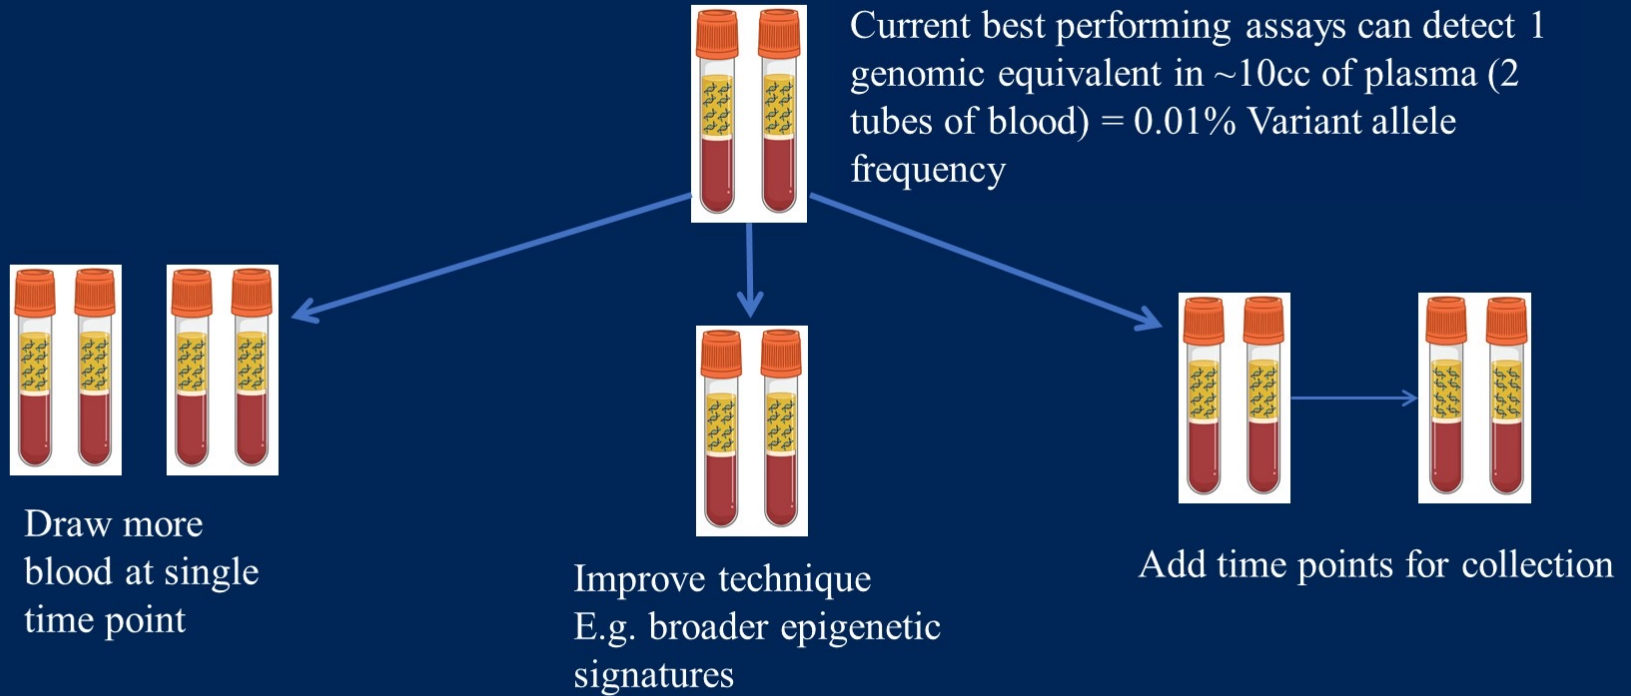 Current best performing assays can detect 1
genomic equivalent in ~10cc of plasma (2
tubes of blood) = 0.01% Variant allele
frequency
Draw more
blood at single
time point
Improve technique
E.g. broader epigenetic
signatures
Add time points for collection